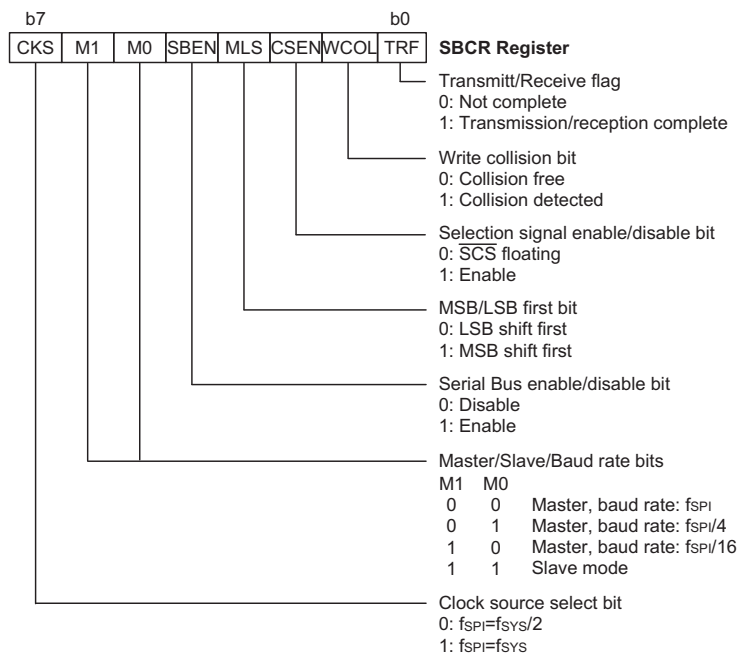 b7 b0
CKS M1 M0 SBEN MLS CSEN WCOL TRF SBCR Register
Transmitt/Receive flag
0: Not complete
1: Transmission/reception complete
Write collision bit
0: Collision free
1: Collision detected
Selection signal enable/disable bit
0: SCS floating
1: Enable
MSB/LSB first bit
0: LSB shift first
1: MSB shift first
Serial Bus enable/disable bit
0: Disable
1: Enable
Master/Slave/Baud rate bits
M1 M0
0 0 Master, baud rate: fSPI
0 1 Master, baud rate: fSPI/4
1 0 Master, baud rate: fSPI/16
1 1 Slave mode
Clock source select bit
0: fSPI=fSYS/2
1: fSPI=fSYS